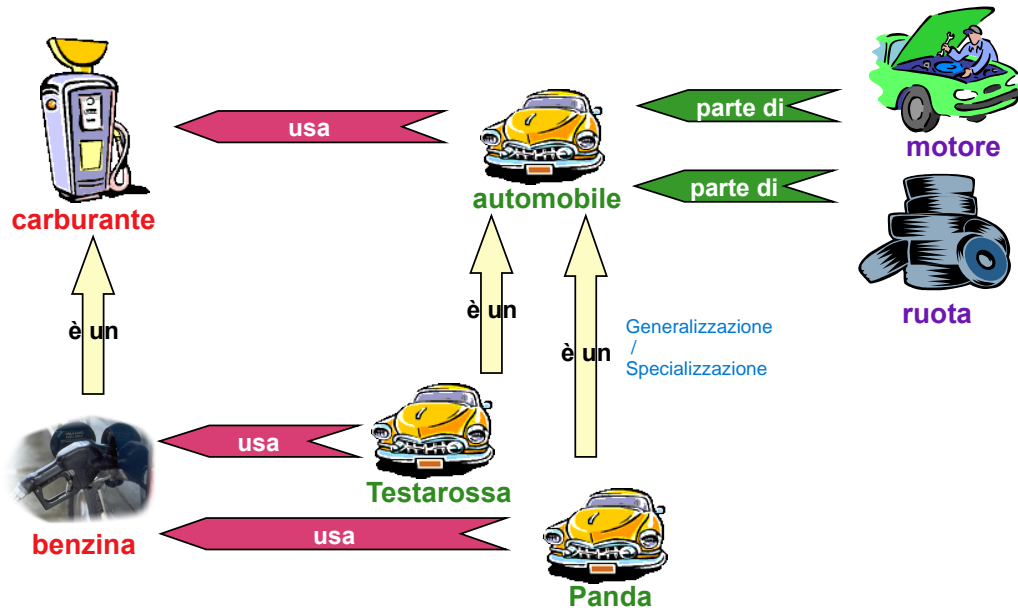 usa
parte di
motore
carburante
automobile
parte di
ruota
è un
è un
è un
Generalizzazione
/
Specializzazione
usa
Testarossa
benzina
usa
Panda